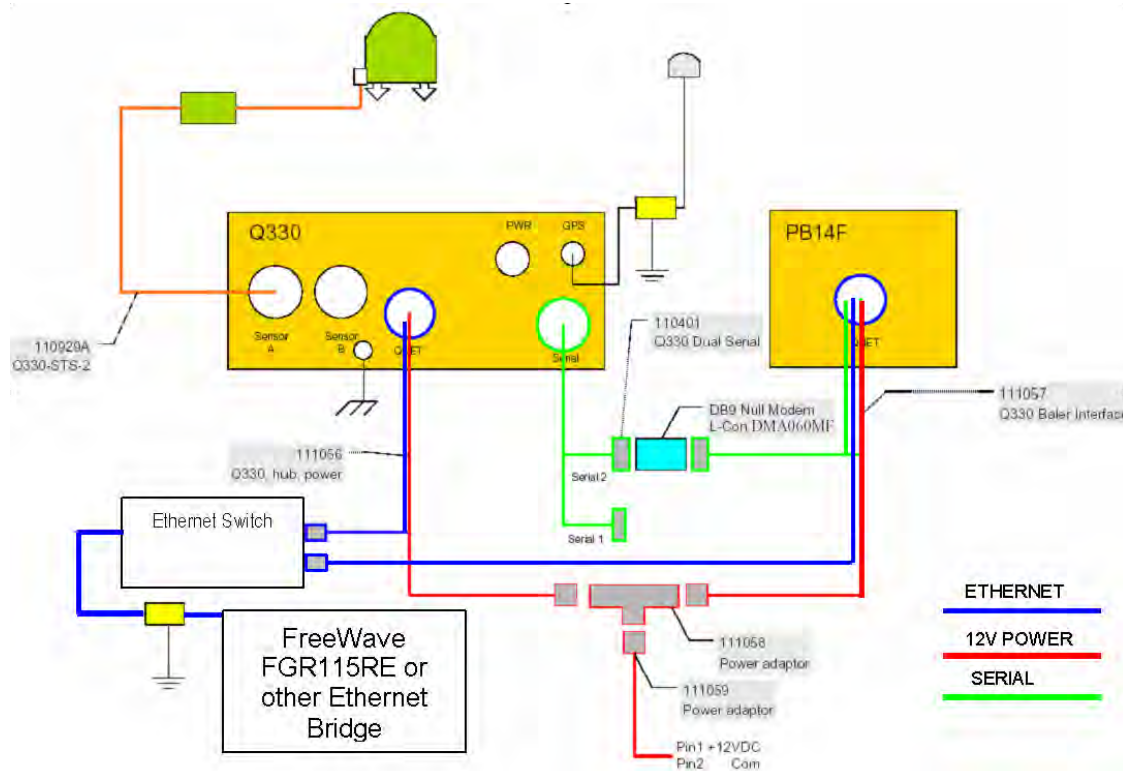 Q330
PWR
GPS
PB14F
Sensor
A
Sensor
B
QNET
Serial
QNET
110929A
Q330-STS-2
110401
Q330 Dual Serial
111057
Q330 Baler Interface
DB9 Null Modem
L-Con DMA060MF
111056
Q330, hub, power
Serial 2
Serial 1
Ethernet Switch
FreeWave
FGR115RE or
other Ethernet
Bridge
111058
Power adaptor
111059
Power adaptor
Pin1 +12VDC
Pin2 Com
ETHERNET
12V POWER
SERIAL